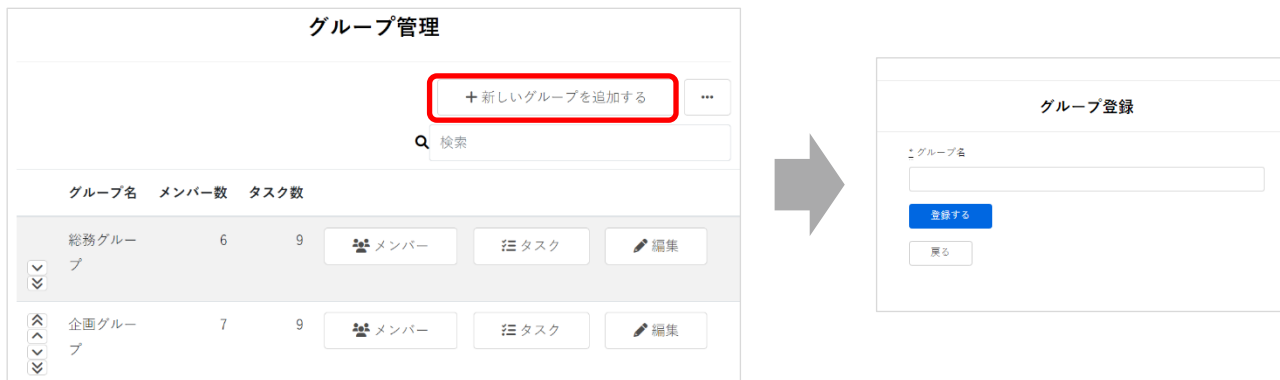 グループ管理
+新しいグループを追加する
検索
グループ名 メンバー数 タスク数
総務グルー
プ
6 9 メンバー タスク 編集
企画グルー
プ
7 9 メンバー タスク 編集
グループ登録
* グループ名
登録する
戻る